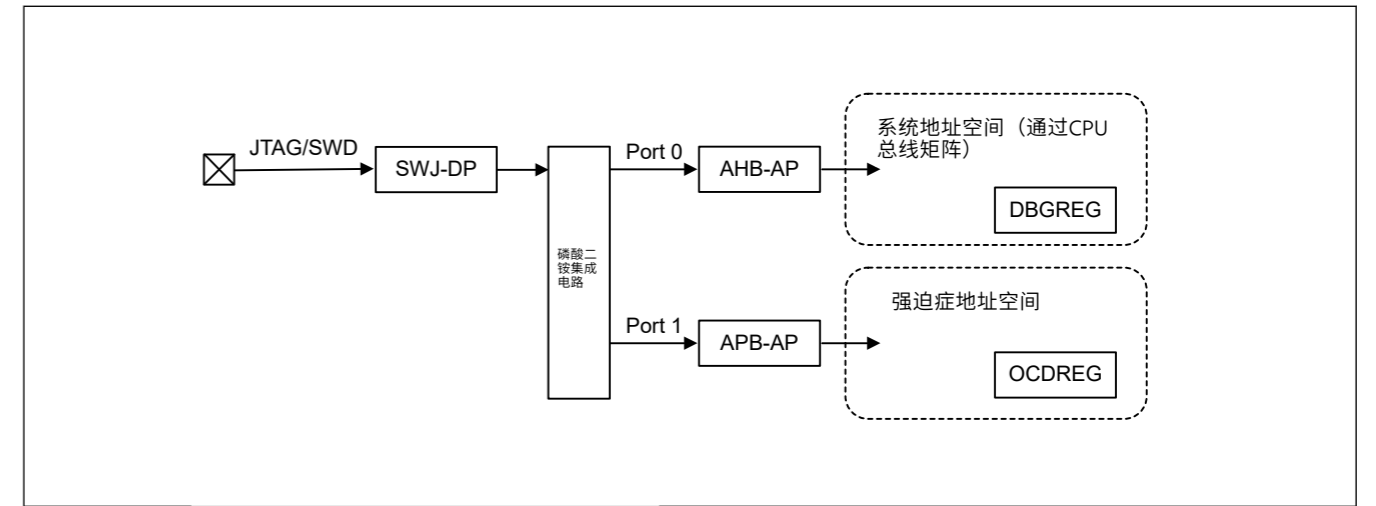 系统地址空间（通过CPU
总线矩阵）
JTAG/SWD
Port 0
SWJ-DP
AHB-AP
DBGREG
磷酸二
铵集成
电路
强迫症地址空间
Port 1
APB-AP
OCDREG